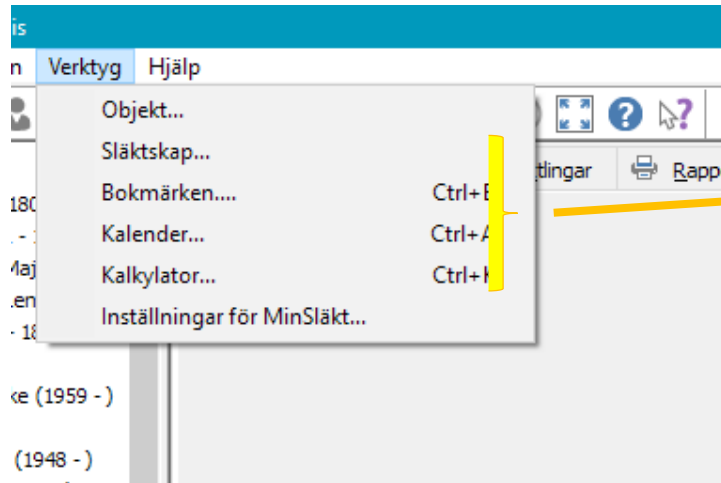 is
n Verktyg Hjälp
Objekt...
Släktskap...
tlingar Rapp
Bokmärken.... Ctrl+
180
Kalender... Ctrl+
Maj
Kalkylator... Ctrl+
Len
Inställningar för MinSläkt...
- 18
ke (1959 - )
(1948 - )